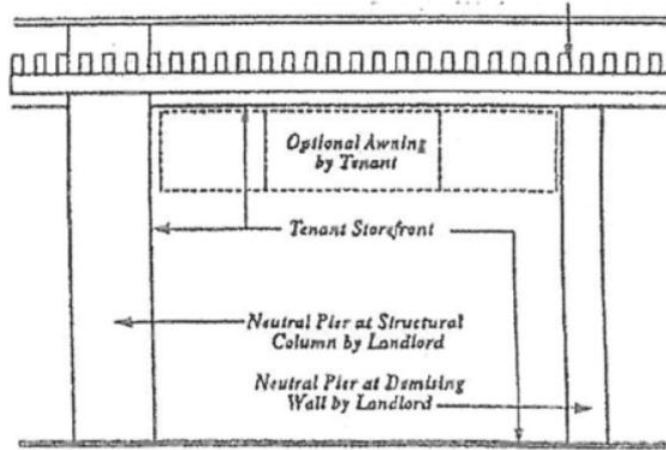 Optional Awning
by Tenant
Tenant Storefront
Neutral Pier at Structural
Column by Landlord
Neutral Pier at Demising
Wall by Landlord